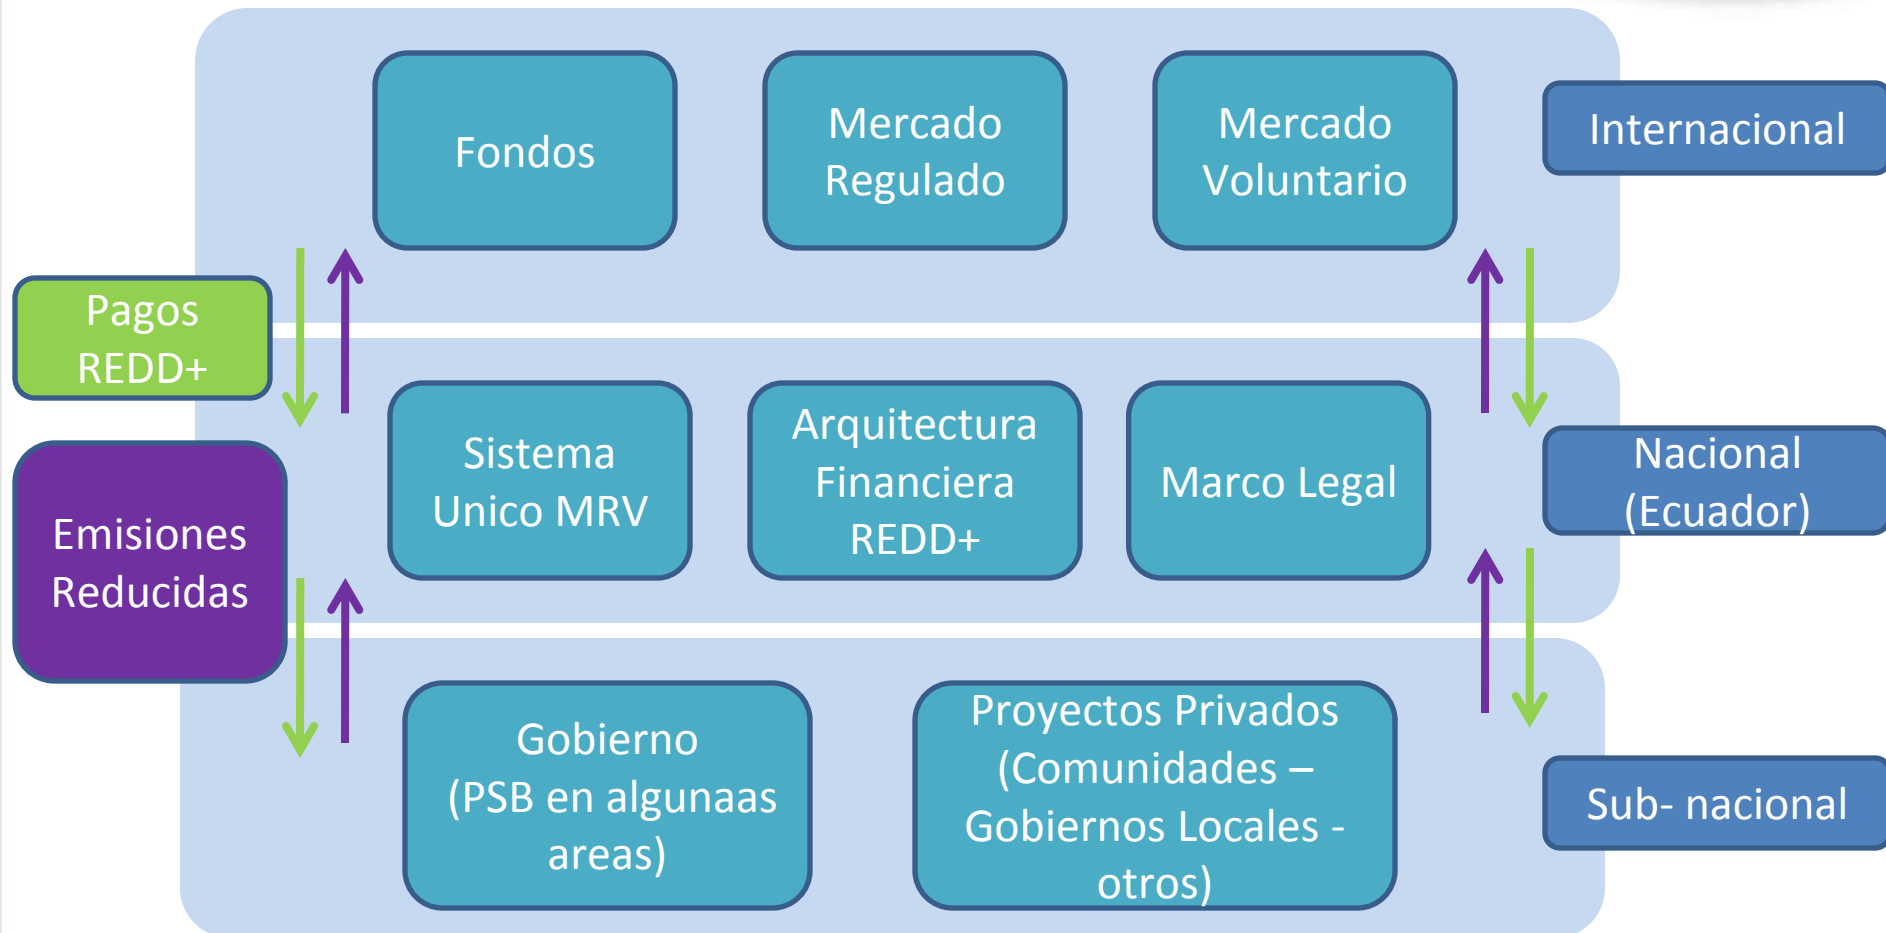 Fondos
Mercado
Regulado
Mercado
Voluntario
Internacional
Pagos
REDD+
Sistema
Unico MRV
Arquitectura
Financiera
REDD+
Marco Legal
Nacional
(Ecuador)
Emisiones
Reducidas
Gobierno
(PSB en algunaas
areas)
Proyectos Privados
(Comunidades –
Gobiernos Locales -
otros)
Sub- nacional